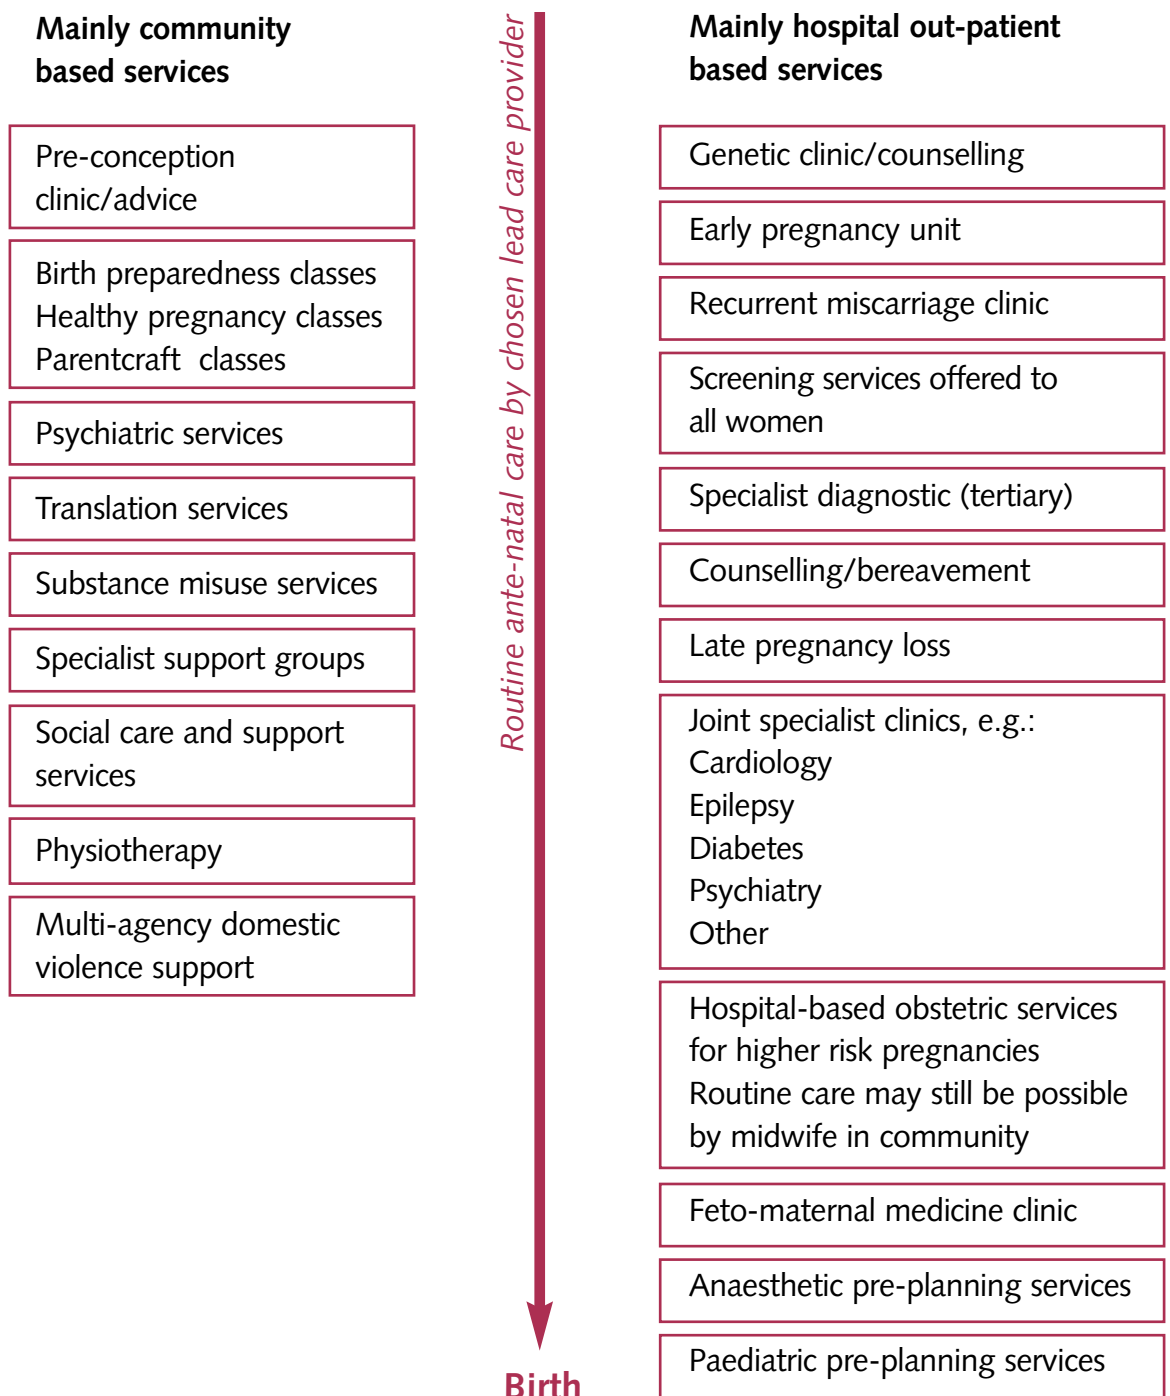 Mainly community
based services
Pre-conception
clinic/advice
Birth preparedness classes
Healthy pregnancy classes
Parentcraft classes
Psychiatric services
Translation services
Substance misuse services
Specialist support groups
Social care and support
services
Physiotherapy
Multi-agency domestic
violence support
Routine ante-natal care by chosen lead care provider
Birth
Mainly hospital out-patient
based services
Genetic clinic/counselling
Early pregnancy unit
Recurrent miscarriage clinic
Screening services offered to
all women
Specialist diagnostic (tertiary)
Counselling/bereavement
Late pregnancy loss
Joint specialist clinics, e.g.:
Cardiology
Epilepsy
Diabetes
Psychiatry
Other
Hospital-based obstetric services
for higher risk pregnancies
Routine care may still be possible
by midwife in community
Feto-maternal medicine clinic
Anaesthetic pre-planning services
Paediatric pre-planning services